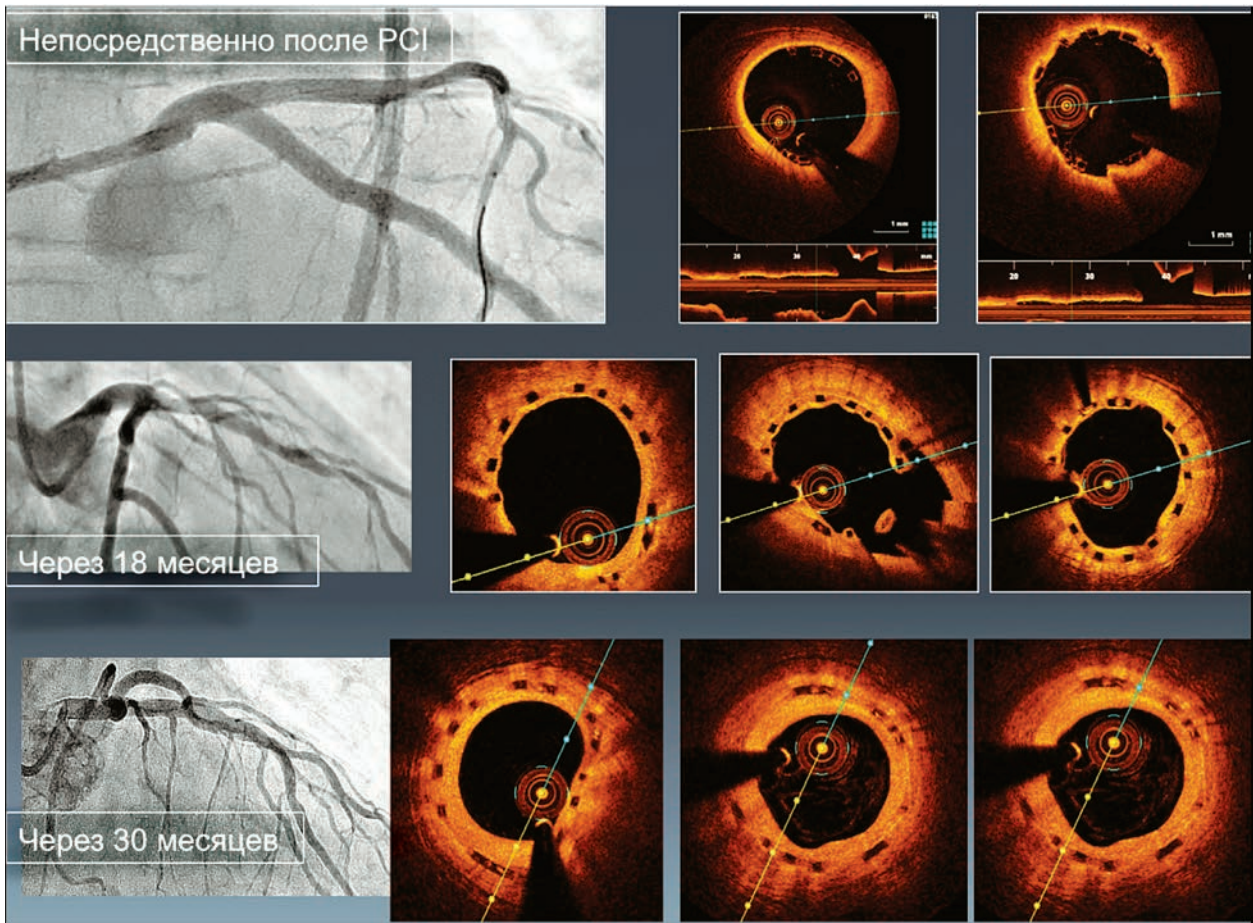 Непосредственно после PCI
1 mm
1 mm
20 30 40 mm
20 30 40
Через 18 месяцев
Через 30 месяцев